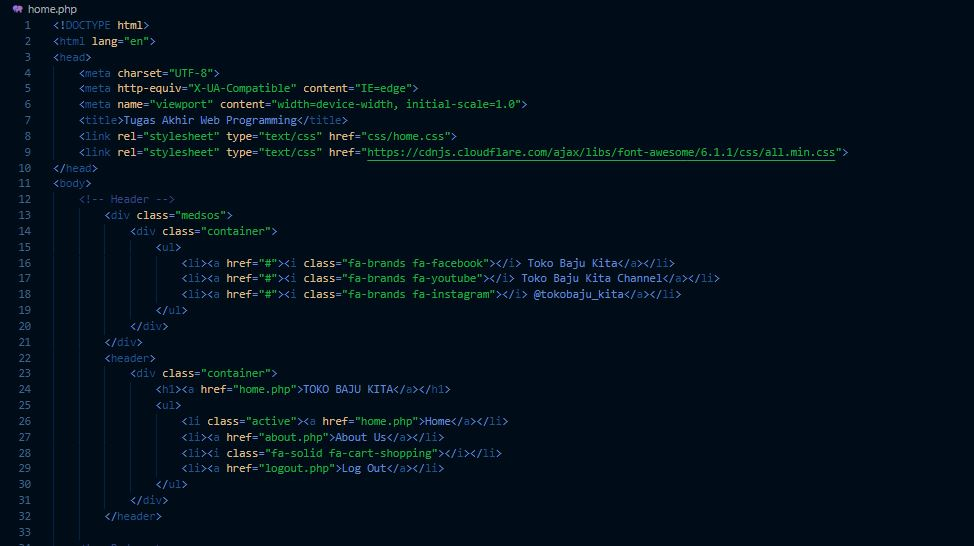 home.php
1 <!DOCTYPE html>
2 <html lang="en">
3 <head>
4     <meta charset="UTF-8">
5     <meta http-equiv="X-UA-Compatible" content="IE=edge">
6     <meta name="viewport" content="width=device-width, initial-scale=1.0">
7     <title>Tugas Akhir Web Programming</title>
8     <link rel="stylesheet" type="text/css" href="css/home.css">
9     <link rel="stylesheet" type="text/css" href="https://cdnjs.cloudflare.com/ajax/libs/font-awesome/6.1.1/css/all.min.css">
10 </head>
11 <body>
12     <!-- Header -->
13         <div class="medsos">
14             <div class="container">
15                 <ul>
16                     <li><a href="#"><i class="fa-brands fa-facebook"></i> Toko Baju Kita</a></li>
17                     <li><a href="#"><i class="fa-brands fa-youtube"></i> Toko Baju Kita Channel</a></li>
18                     <li><a href="#"><i class="fa-brands fa-instagram"></i> @tokobaju_kita</a></li>
19                 </ul>
20             </div>
21         </div>
22         <header>
23             <div class="container">
24                 <h1><a href="home.php">TOKO BAJU KITA</a></h1>
25                 <ul>
26                     <li class="active"><a href="home.php">Home</a></li>
27                     <li><a href="about.php">About Us</a></li>
28                     <li><i class="fa-solid fa-cart-shopping"></i></li>
29                     <li><a href="logout.php">Log Out</a></li>
30                 </ul>
31             </div>
32         </header>
33